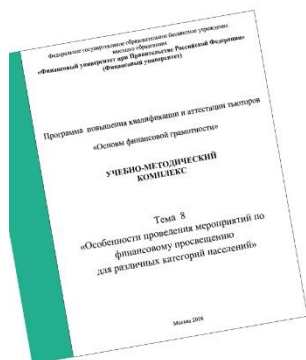 Федеральное государственное образовательное бюджетное учреждение
высшего образования
«Финансовый университет при Правительстве Российской Федерации»
(Финансовый университет)
Программа повышения квалификации и аттестации тьюторов
«Основы финансовой грамотности»
УЧЕБНО-МЕТОДИЧЕСКИЙ
КОМПЛЕКС
Тема 8
«Особенности проведения мероприятий по
финансовому просвещению
для различных категорий населений»
Москва